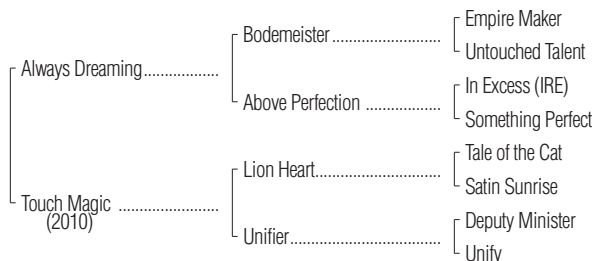 Empire Maker
Bodemeister..............................
Untouched Talent
Always Dreaming..................
In Excess (IRE)
Above Perfection .....................
Something Perfect
Tale of the Cat
Lion Heart...................................
Satin Sunrise
Touch Magic ........................
(2010)
Deputy Minister
Unifier..........................................
Unify